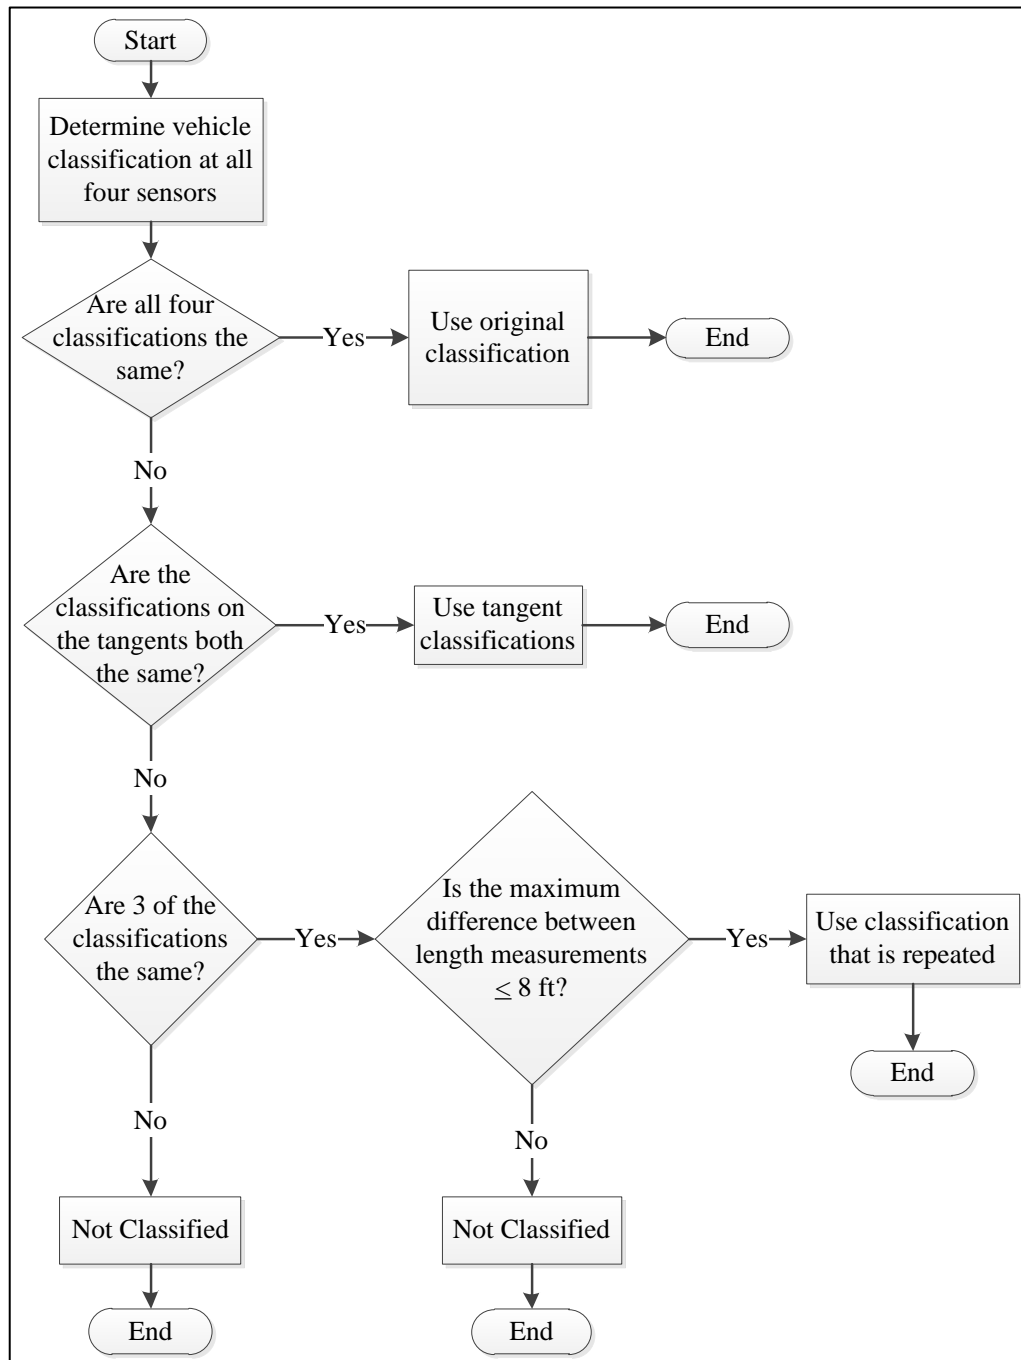 Start
Determine vehicle
classification at all
four sensors
Are all four
classifications the
same?
Yes
Use original
classification
End
No
Are the
classifications on
the tangents both
the same?
Yes
Use tangent
classifications
End
No
Are 3 of the
classifications
the same?
Yes
Is the maximum
difference between
length measurements
≤ 8 ft?
Yes
Use classification
that is repeated
End
No
Not Classified
End
No
Not Classified
End